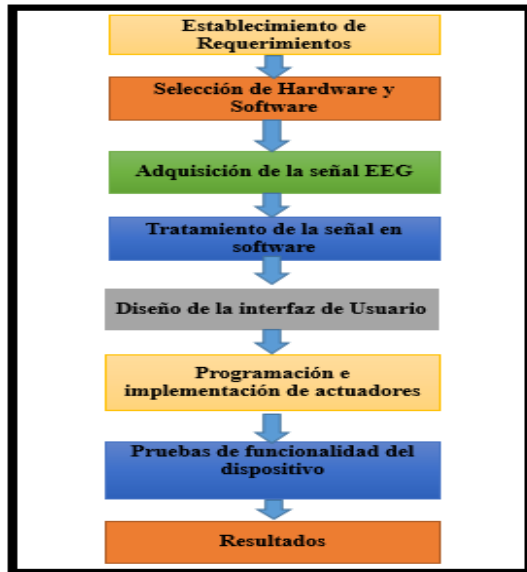 Establecimiento de
Requerimientos
Selección de Hardware y
Software
Adquisición de la señal EEG
Tratamiento de la señal en
software
Diseño de la interfaz de Usuario
Programación e
implementación de actuadores
Pruebas de funcionalidad del
dispositivo
Resultados